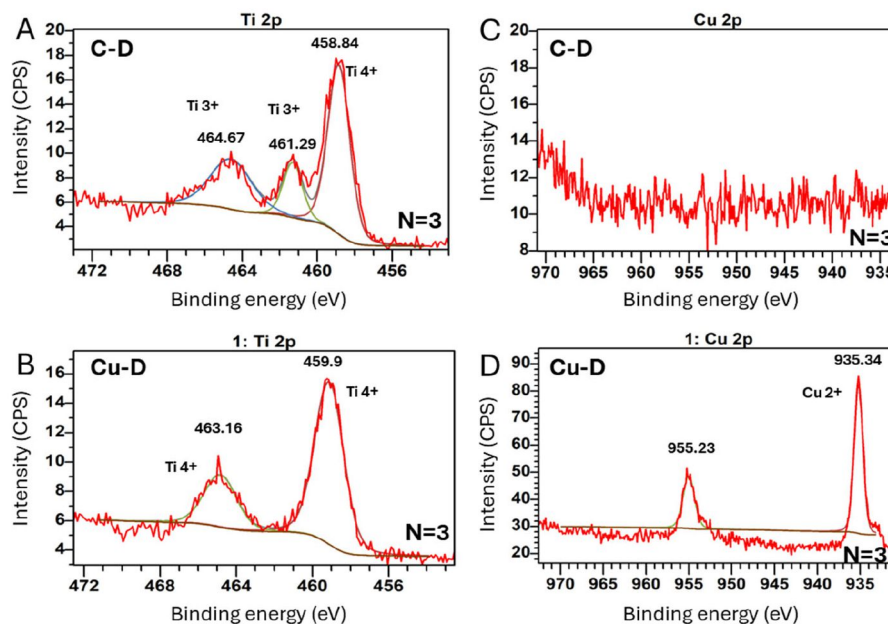 A
Ti 2p
C-D
Intensity (CPS)
20
18
16
14
12
10
8
6
4
458.84
Ti 4+
Ti 3+
Ti 3+
464.67
461.29
N=3
472
468
464
460
456
Binding energy (eV)
C
Cu 2p
C-D
Intensity (CPS)
20
18
16
14
12
10
8
N=3
970
965
960
955
950
945
940
935
Binding energy (eV)
B
1: Ti 2p
Cu-D
Intensity (CPS)
16
14
12
10
8
6
4
459.9
Ti 4+
463.16
Ti 4+
N=3
472
468
464
460
456
Binding energy (eV)
D
1: Cu 2p
Cu-D
Intensity (CPS)
90
80
70
60
50
40
30
20
935.34
Cu 2+
955.23
N=3
970
965
960
955
950
945
940
935
Binding energy (eV)